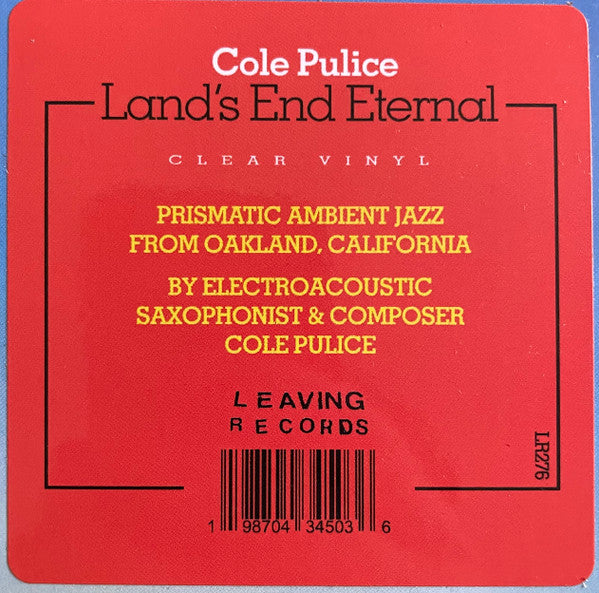 Cole Pulice
Land's End Eternal
CLEAR VINYL
PRISMATIC AMBIENT JAZZ
FROM OAKLAND, CALIFORNIA
BY ELECTROACOUSTIC
SAXOPHONIST & COMPOSER
COLE PULICE
LEAVING
RECORDS
LR276
1 98704 34503 6